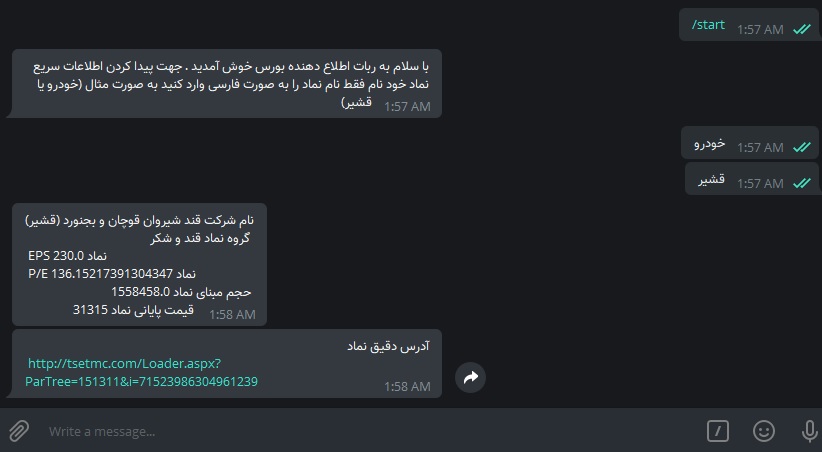 /start 1:57 AM
با سلام به ربات اطلاع دهنده بورس خوش آمدید . جهت پیدا کردن اطلاعات سریع
نماد خود نام فقط نام نماد را به صورت فارسی وارد کنید به صورت مثال (خودرو یا
قشیر) 1:57 AM
خودرو 1:57 AM
قشیر 1:57 AM
نام شرکت قند شیروان قوچان و بجنورد (قشیر)
گروه نماد قند و شکر
EPS 230.0 نماد
P/E 136.15217391304347 نماد
حجم مبنای نماد 1558458.0
قیمت پایانی نماد 31315 1:58 AM
آدرس دقیق نماد
http://tsetmc.com/Loader.aspx?
ParTree=151311&i=71523986304961239 1:58 AM
Write a message...